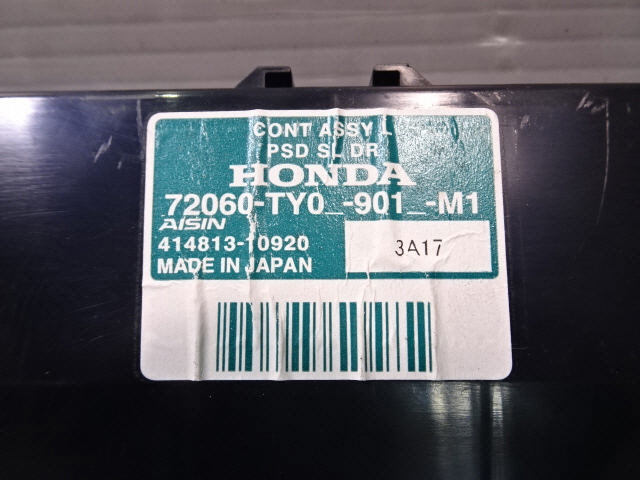 CONT ASSY L
PSD SL DR
HONDA
72060-TY0_-901_-M1
AISIN
414813-10920
3A17
MADE IN JAPAN